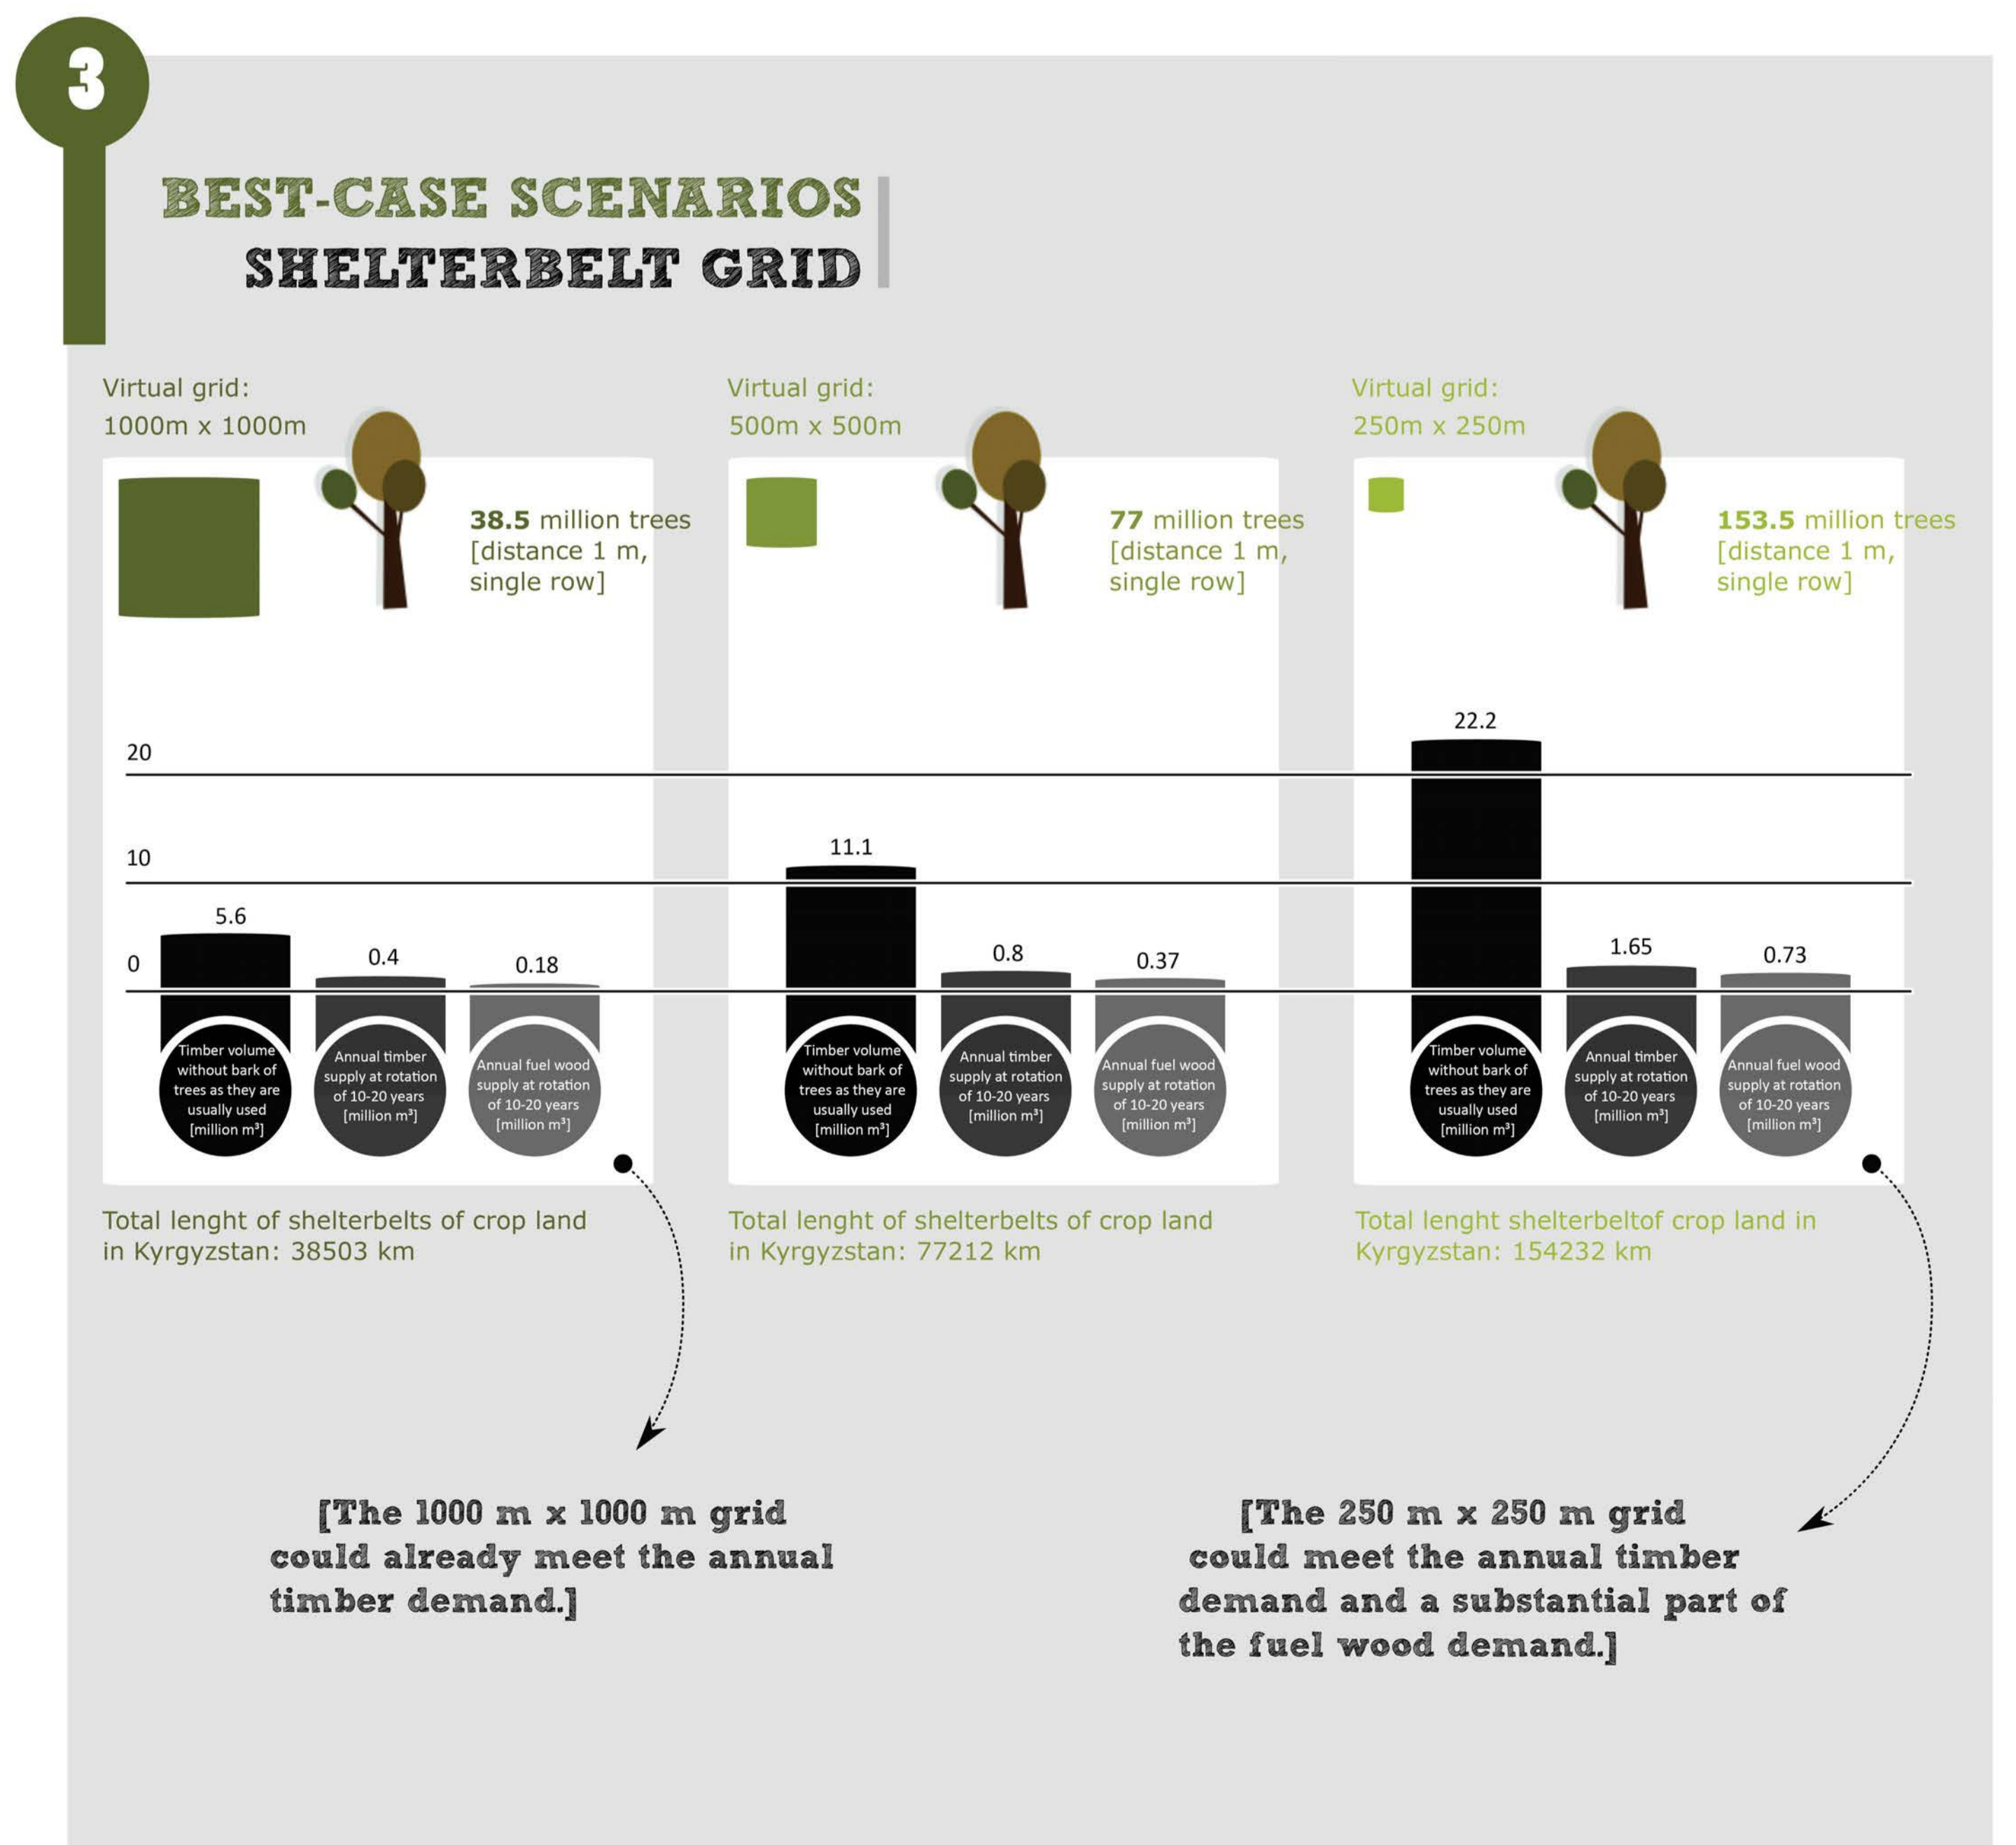 3
BEST-CASE SCENARIOS
SHELTERBELT GRID
Virtual grid:
1000m x 1000m
38.5 million trees
[distance 1 m,
single row]
Virtual grid:
500m x 500m
77 million trees
[distance 1 m,
single row]
Virtual grid:
250m x 250m
153.5 million trees
[distance 1 m,
single row]
20
10
0
5.6
0.4
0.18
11.1
0.8
0.37
22.2
1.65
0.73
Timber volume
without bark of
trees as they are
usually used
[million m³]
Annual timber
supply at rotation
of 10-20 years
[million m³]
Annual fuel wood
supply at rotation
of 10-20 years
[million m³]
Timber volume
without bark of
trees as they are
usually used
[million m³]
Annual timber
supply at rotation
of 10-20 years
[million m³]
Annual fuel wood
supply at rotation
of 10-20 years
[million m³]
Timber volume
without bark of
trees as they are
usually used
[million m³]
Annual timber
supply at rotation
of 10-20 years
[million m³]
Annual fuel wood
supply at rotation
of 10-20 years
[million m³]
Total lenght of shelterbelts of crop land
in Kyrgyzstan: 38503 km
Total lenght of shelterbelts of crop land
in Kyrgyzstan: 77212 km
Total lenght shelterbeltof crop land in
Kyrgyzstan: 154232 km
[The 1000 m x 1000 m grid
could already meet the annual
timber demand.]
[The 250 m x 250 m grid
could meet the annual timber
demand and a substantial part of
the fuel wood demand.]